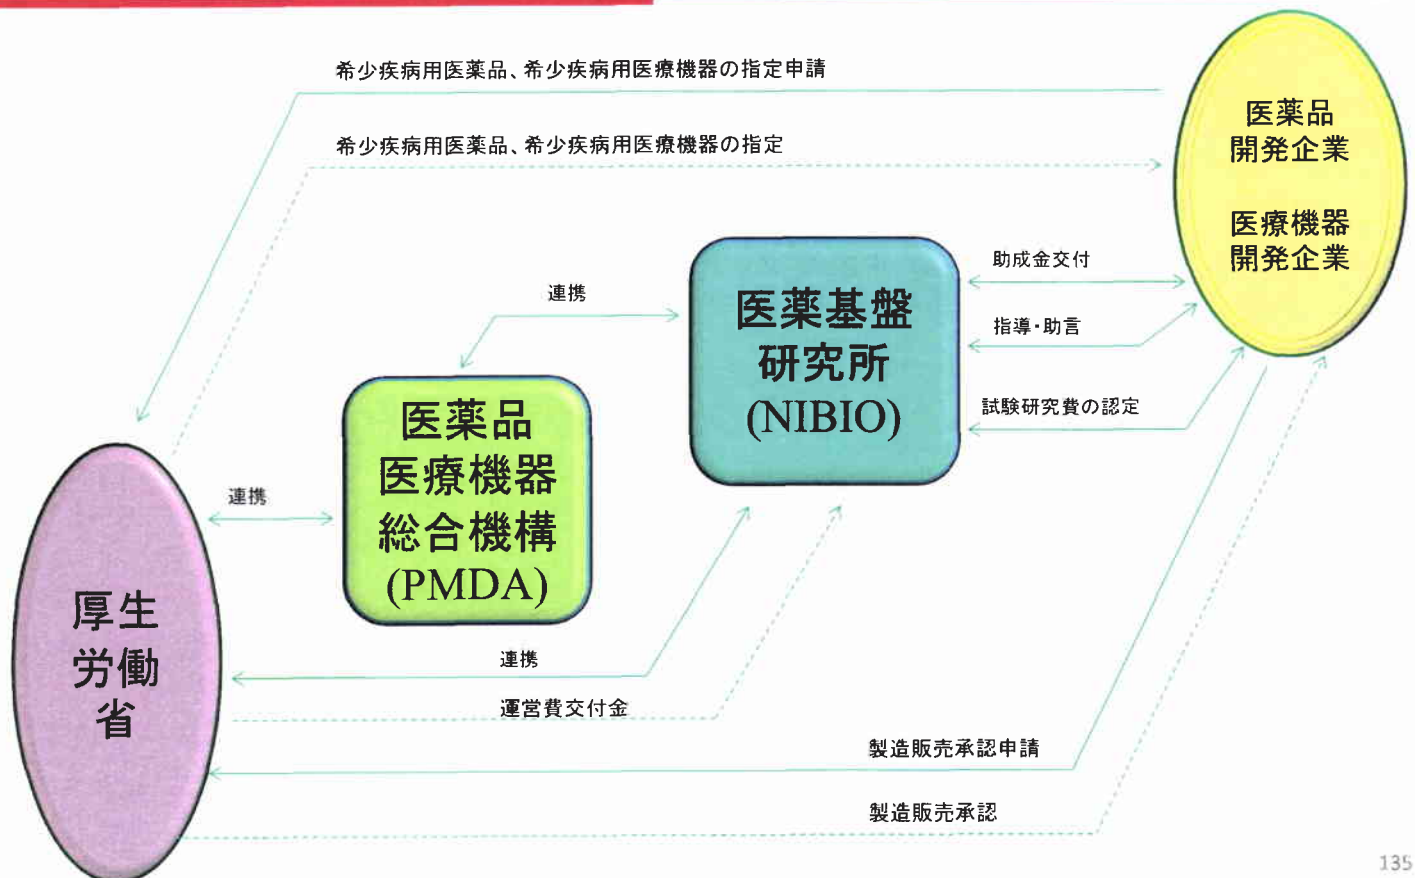 希少疾病用医薬品、希少疾病用医療機器の指定申請
希少疾病用医薬品、希少疾病用医療機器の指定
医薬品
開発企業
医療機器
開発企業
助成金交付
連携
医薬基盤
研究所
(NIBIO)
指導・助言
試験研究費の認定
医薬品
医療機器
総合機構
(PMDA)
連携
厚生
労働
省
連携
運営費交付金
製造販売承認申請
製造販売承認
135